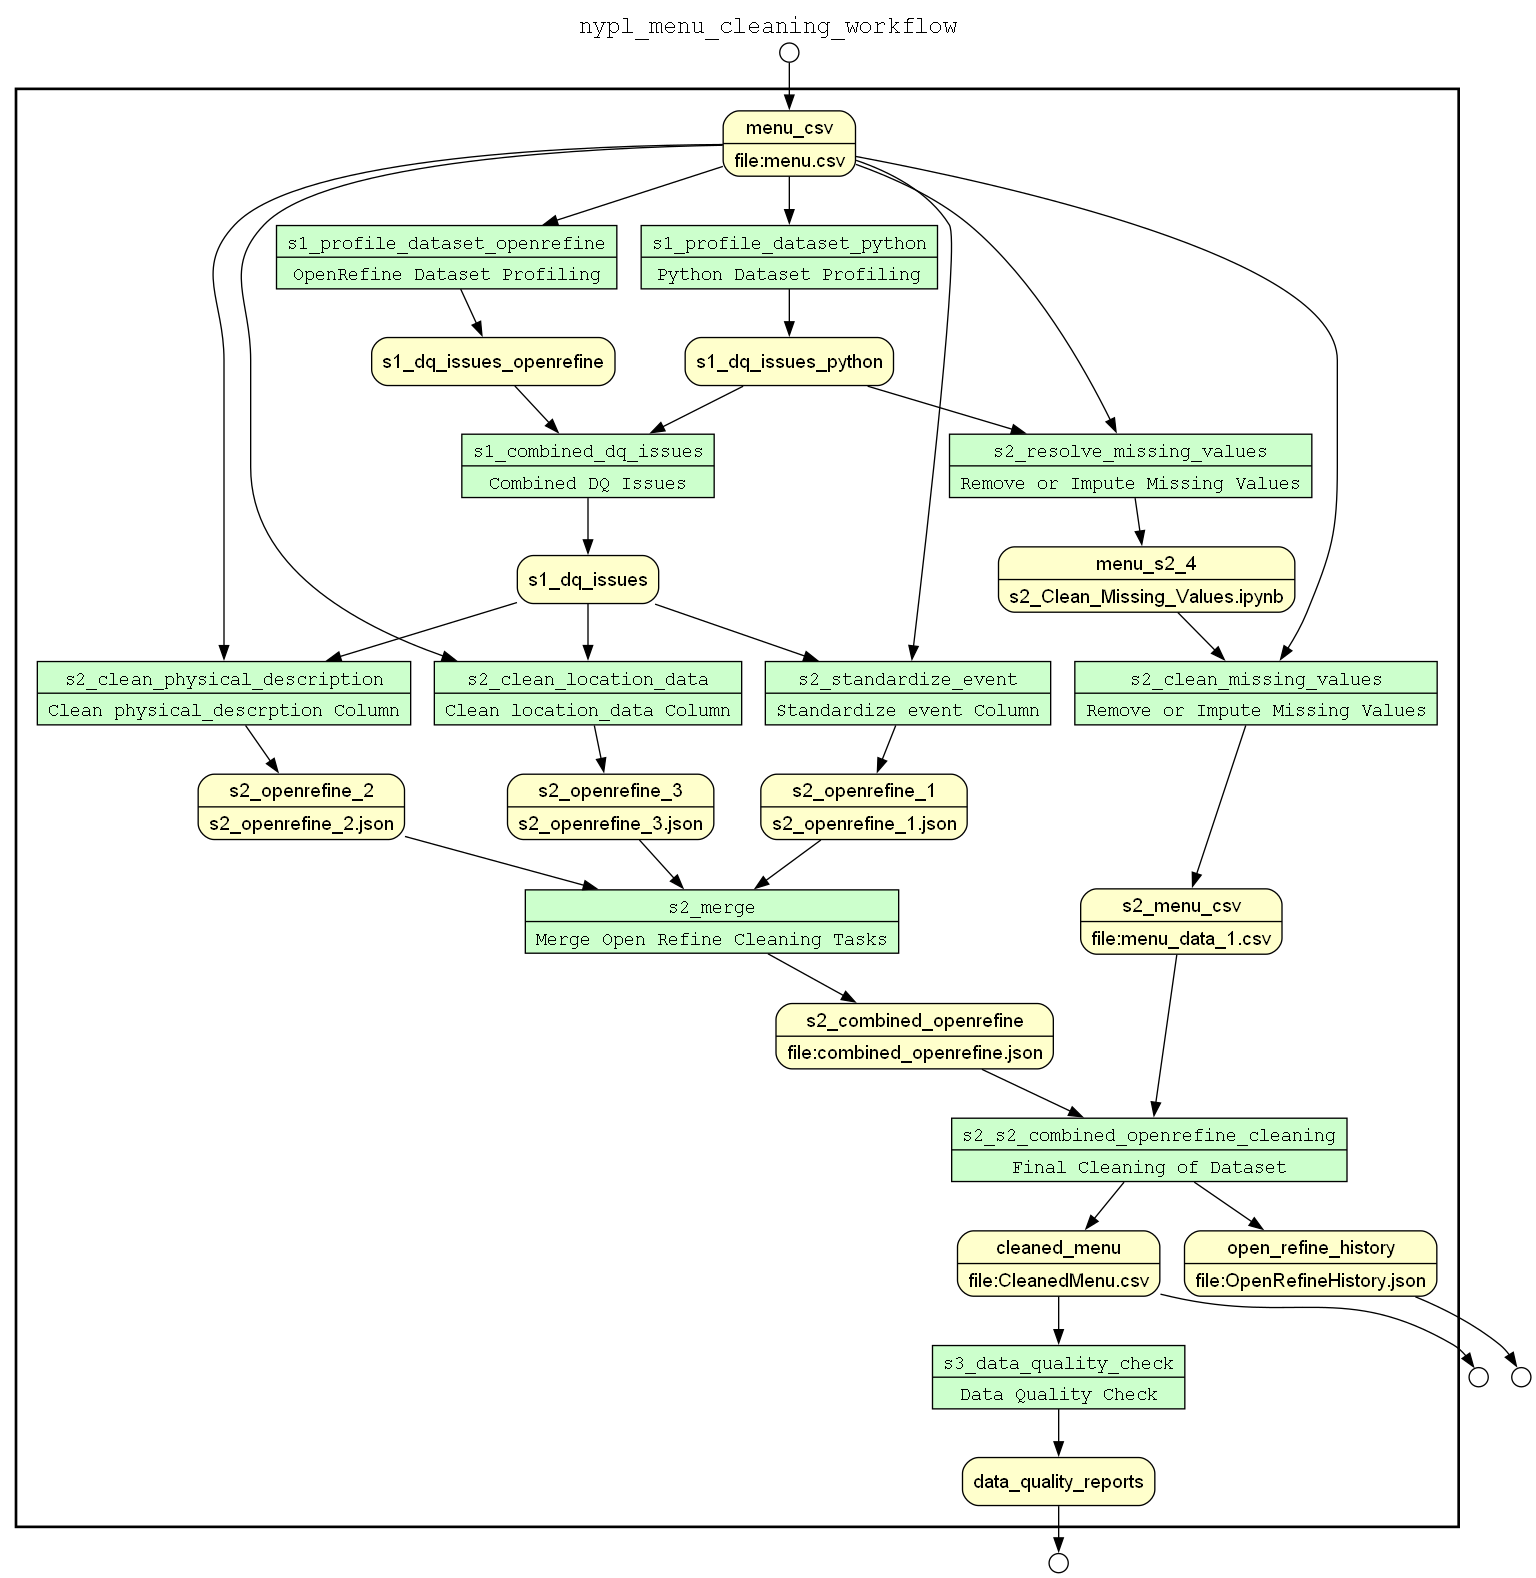 nypl_menu_cleaning_workflow
menu_csv
file:menu.csv
s1_profile_dataset_openrefine
OpenRefine Dataset Profiling
s1_profile_dataset_python
Python Dataset Profiling
s1_dq_issues_openrefine
s1_dq_issues_python
s1_combined_dq_issues
Combined DQ Issues
s2_resolve_missing_values
Remove or Impute Missing Values
s1_dq_issues
menu_s2_4
s2_Clean_Missing_Values.ipynb
s2_clean_physical_description
Clean physical_descrption Column
s2_clean_location_data
Clean location_data Column
s2_standardize_event
Standardize event Column
s2_clean_missing_values
Remove or Impute Missing Values
s2_openrefine_2
s2_openrefine_2.json
s2_openrefine_3
s2_openrefine_3.json
s2_openrefine_1
s2_openrefine_1.json
s2_merge
Merge Open Refine Cleaning Tasks
s2_menu_csv
file:menu_data_1.csv
s2_combined_openrefine
file:combined_openrefine.json
s2_s2_combined_openrefine_cleaning
Final Cleaning of Dataset
cleaned_menu
file:CleanedMenu.csv
open_refine_history
file:OpenRefineHistory.json
s3_data_quality_check
Data Quality Check
data_quality_reports